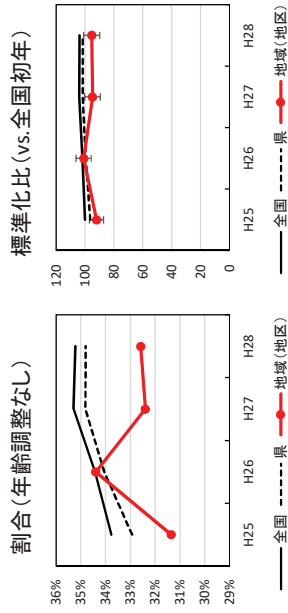 割合(年齢調整なし)
36%
35%
34%
33%
32%
31%
30%
29%
H25
H26
H27
H28
全国
県
地域(地区)
標準化比(vs.全国初年)
120
100
80
60
40
20
0
H25
H26
H27
H28
全国
県
地域(地区)